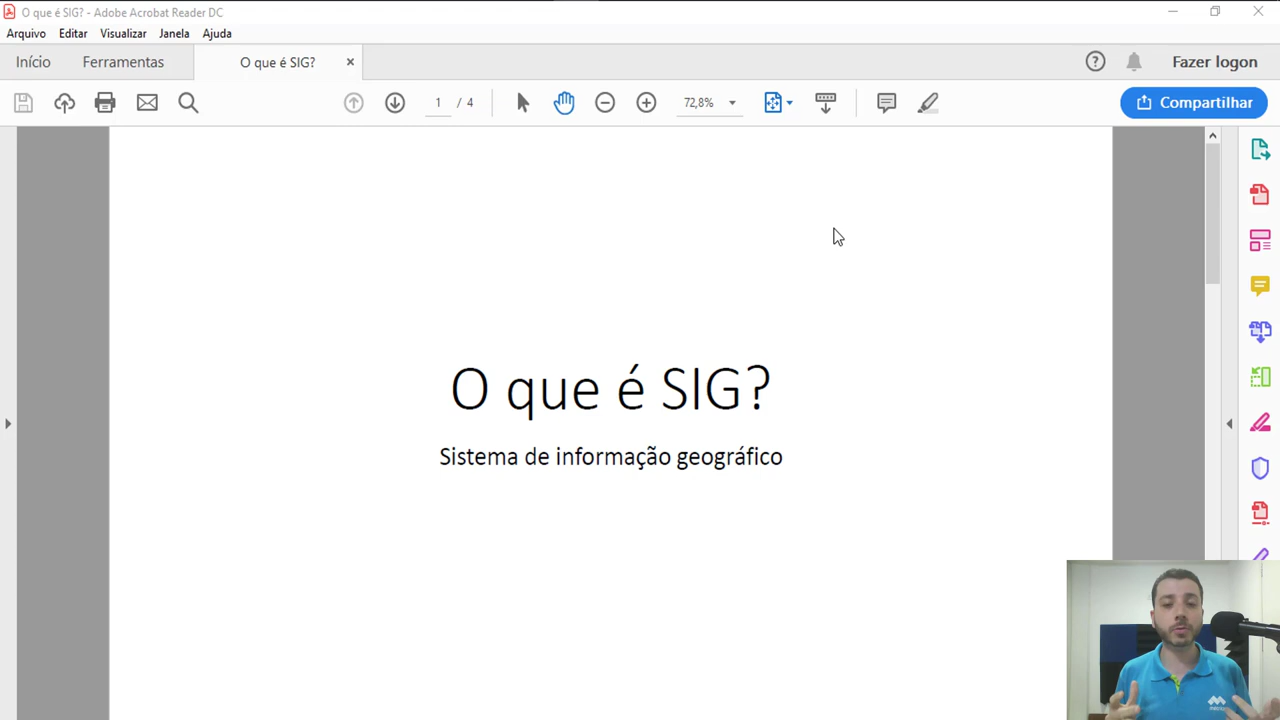 O que é SIG? - Adobe Acrobat Reader DC
Arquivo Editar Visualizar Janela Ajuda
Início Ferramentas O que é SIG? × Fazer logon
1 / 4 72,8% Compartilhar
O que é SIG?
Sistema de informação geográfico